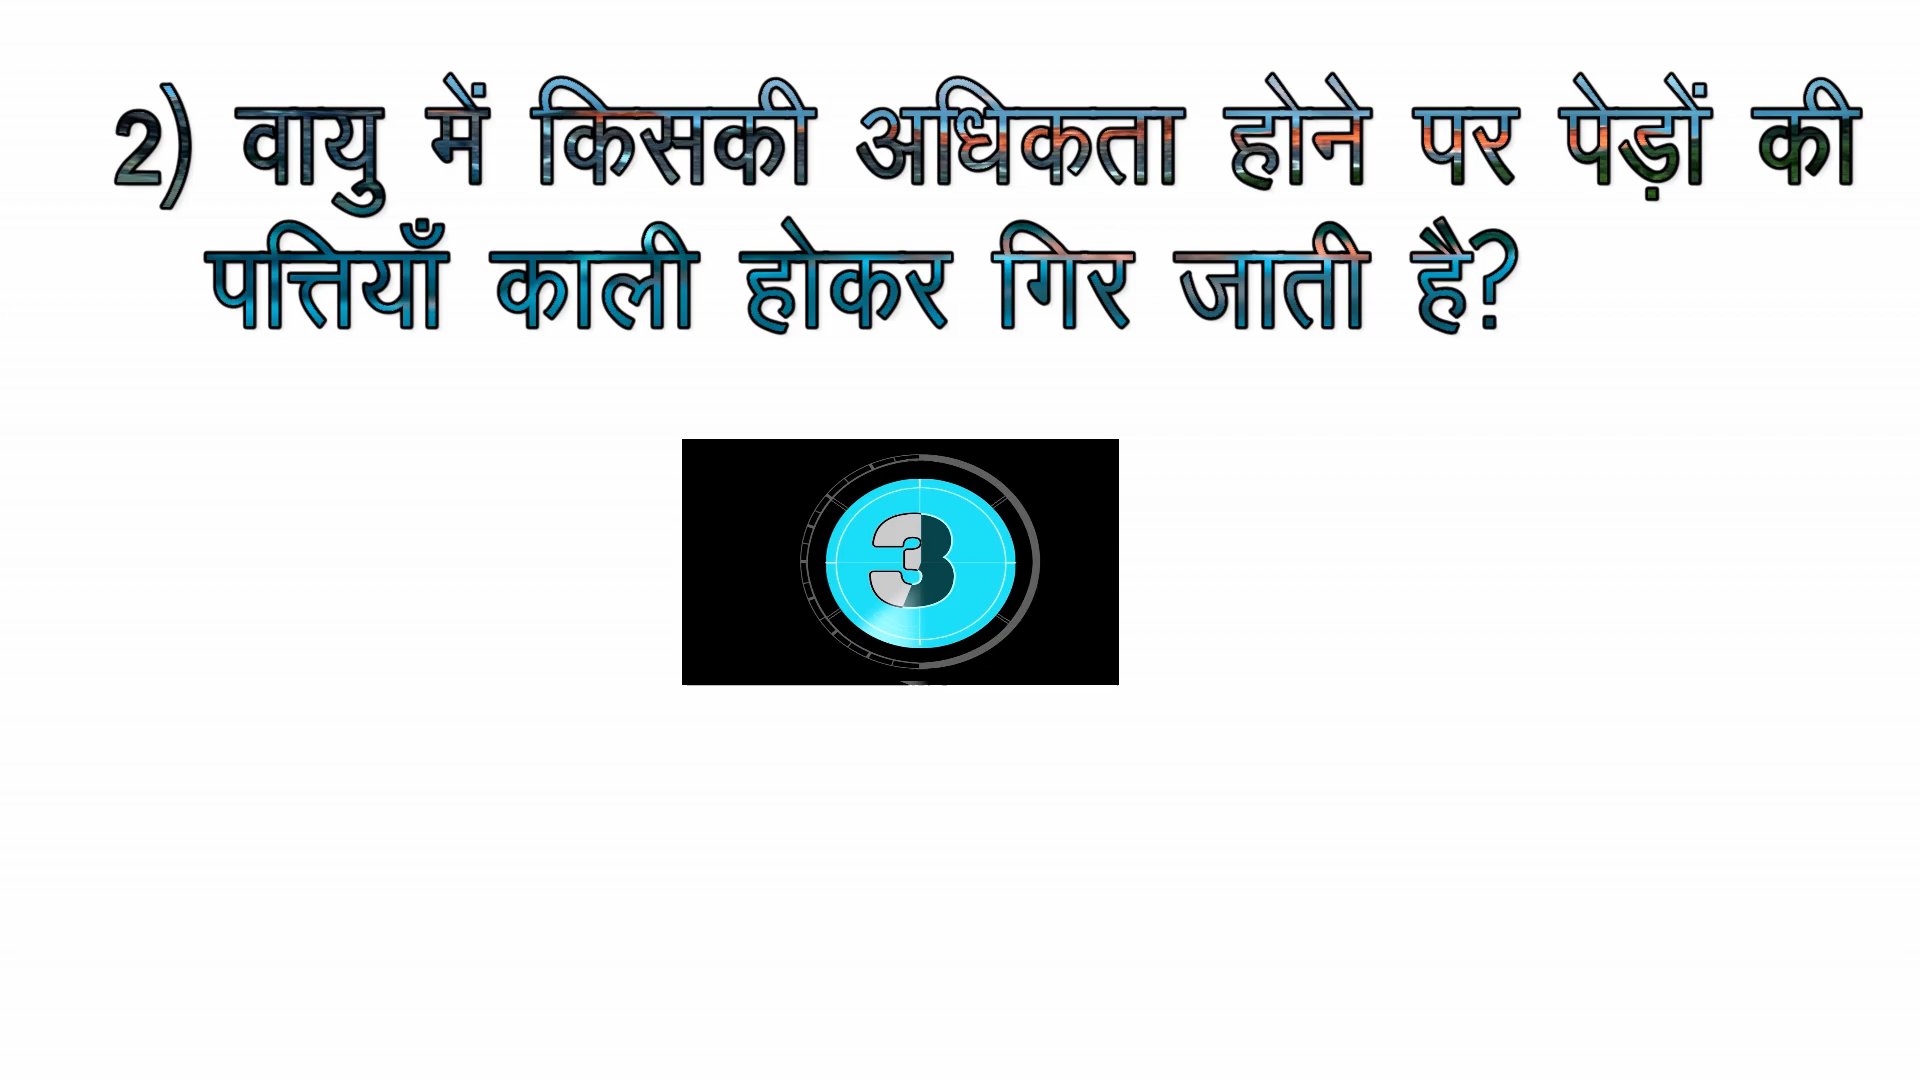 2) वायु में किसकी अधिकता होने पर पेड़ों की
पत्तियाँ काली होकर गिर जाती है?
3